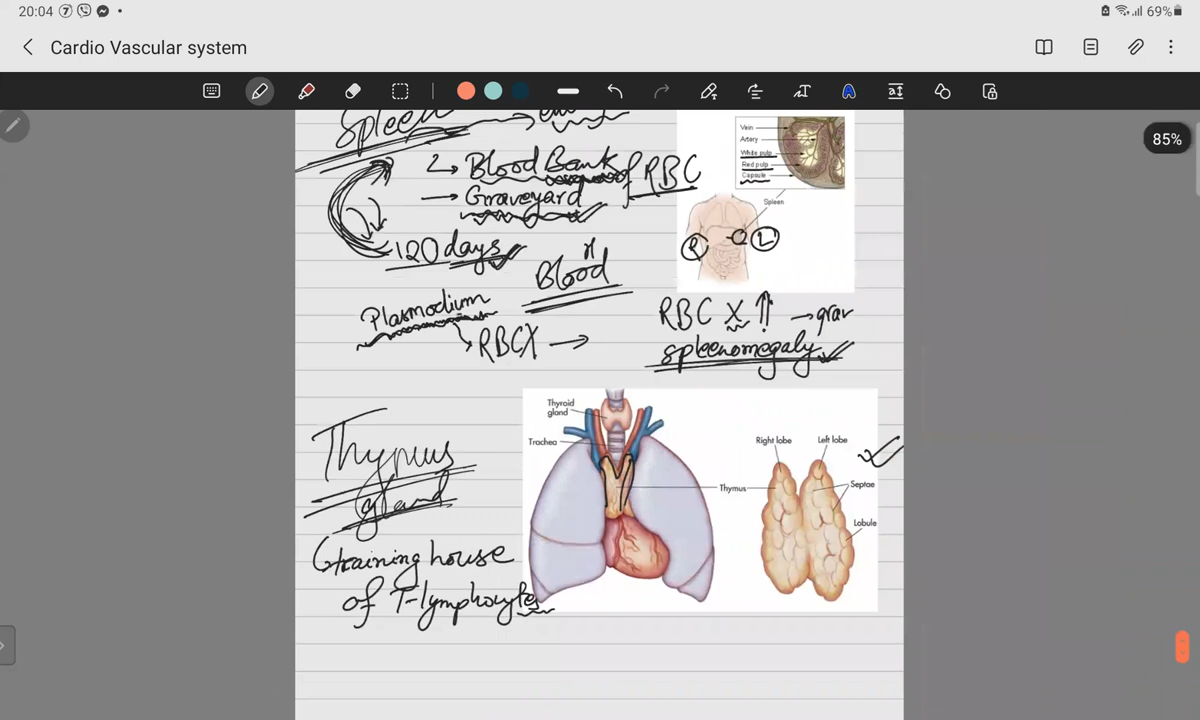 20:04
69%
Cardio Vascular system
85%
Spleen
Vein
Artery
White pulp
Red pulp
Capsule
Spleen
Blood Bank
Graveyard
of RBC
120 days
R
L
Blood
Plasmodium
RBC X →
RBC X ↑↑ → grav
spleenomegaly
Thyroid
gland
Trachea
Thymus
Right lobe
Left lobe
Septae
Lobule
Thymus
gland
training house
of T-lymphocytes